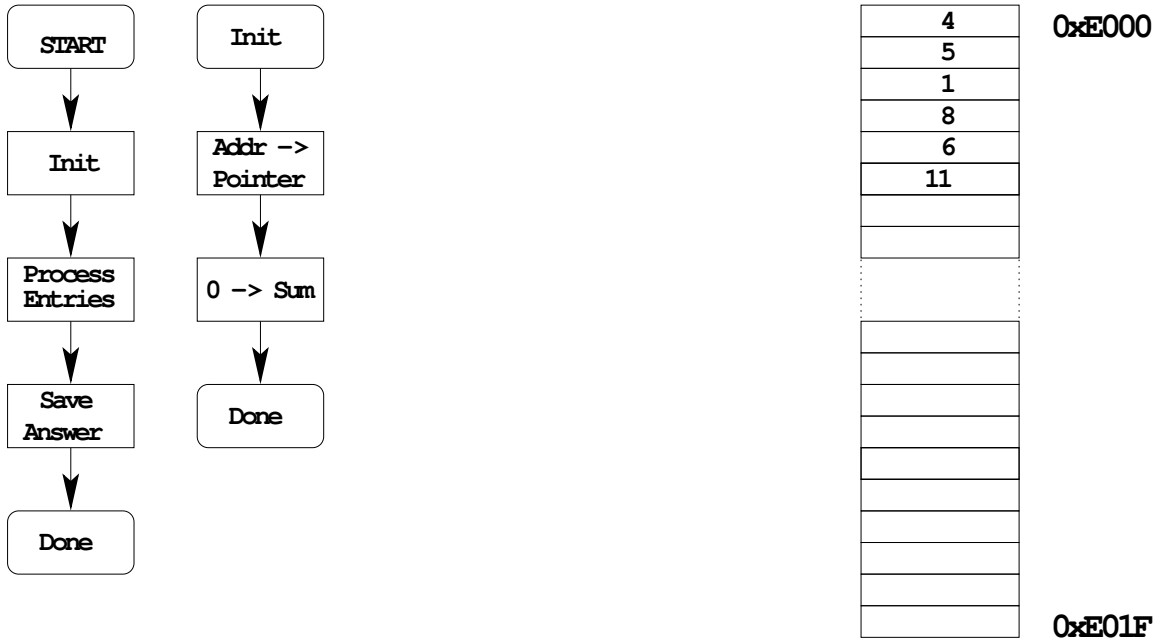 START
Init
Process
Entries
Save
Answer
Done
Init
Addr −>
Pointer
0 −> Sum
Done
4
5
1
8
6
11
0xE000
0xE01F